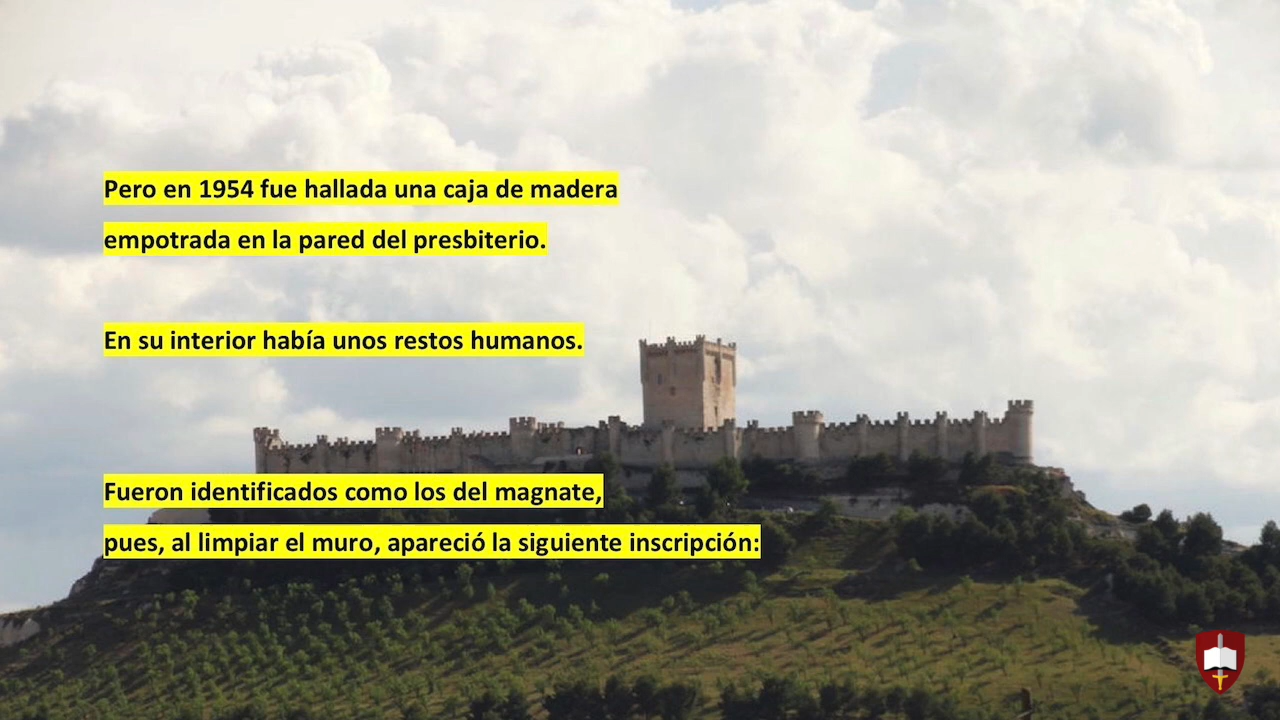 Pero en 1954 fue hallada una caja de madera
empotrada en la pared del presbiterio.
En su interior había unos restos humanos.
Fueron identificados como los del magnate,
pues, al limpiar el muro, apareció la siguiente inscripción: